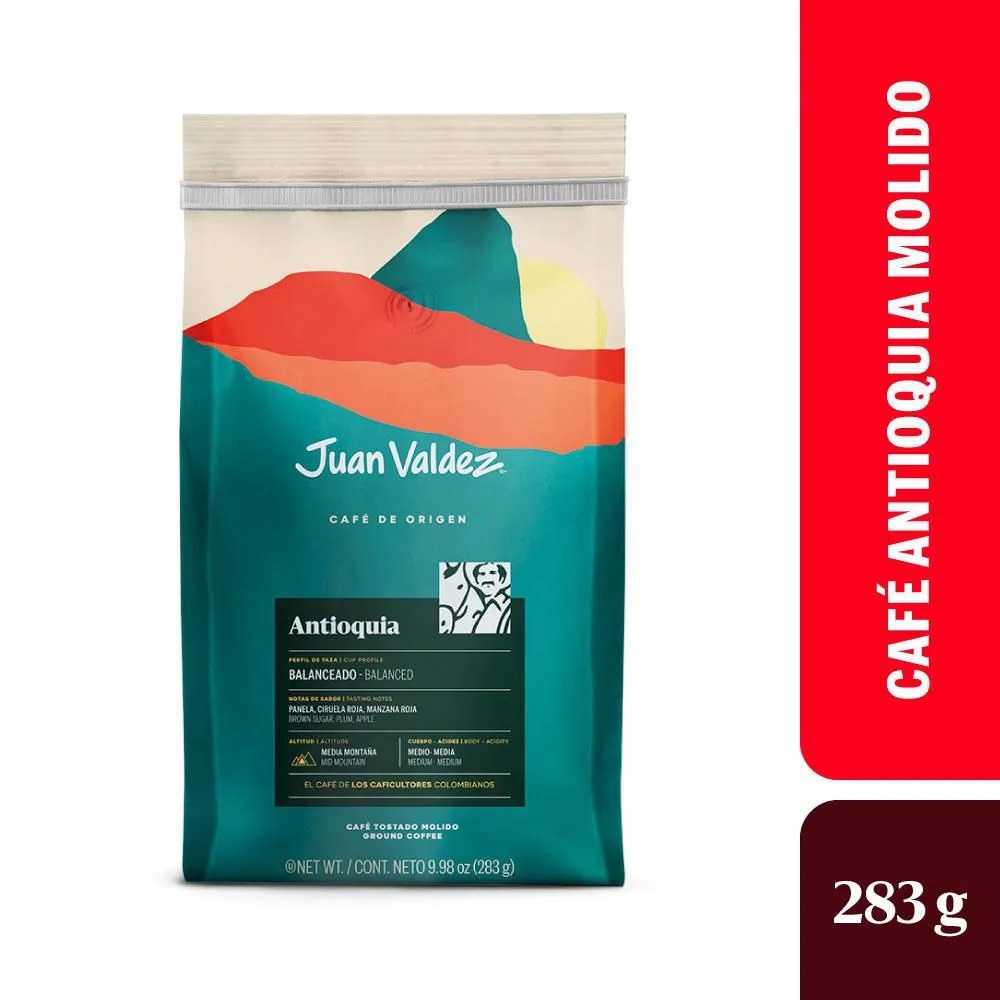 Juan Valdez
CAFÉ DE ORIGEN
Antioquia
PERFIL DE TAZA | CUP PROFILE
BALANCEADO - BALANCED
NOTAS DE SABOR | TASTING NOTES
PANELA, CIRUELA ROJA, MANZANA ROJA
BROWN SUGAR, PLUM, APPLE
ALTITUD | ALTITUDE
MEDIA MONTAÑA
MID MOUNTAIN
CUERPO - ACIDEZ | BODY - ACIDITY
MEDIO - MEDIA
MEDIUM - MEDIUM
EL CAFÉ DE LOS CAFICULTORES COLOMBIANOS
CAFÉ TOSTADO MOLIDO
GROUND COFFEE
NET WT. / CONT. NETO 9.98 oz (283 g)
CAFÉ ANTIOQUIA MOLIDO
283 g